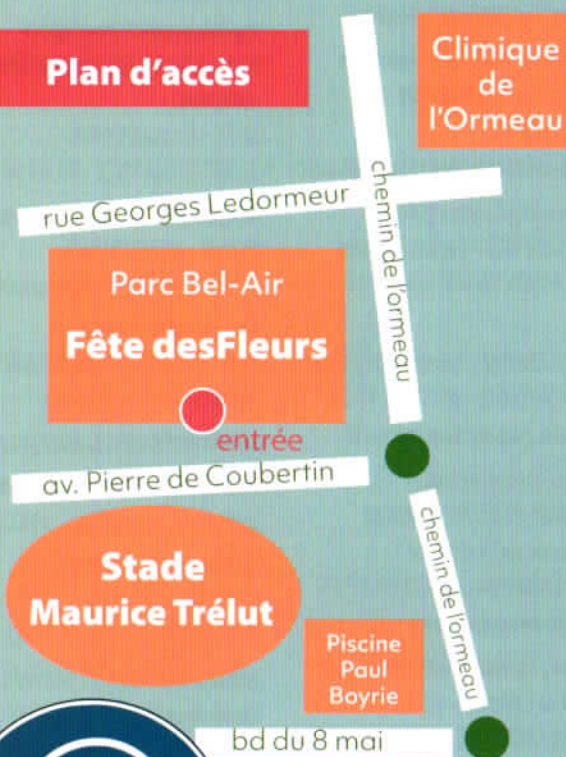 Plan d'accès
Climique
de
l'Ormeau
rue Georges Ledormeur
chemin de l'ormeau
Parc Bel-Air
Fête desFleurs
entrée
av. Pierre de Coubertin
chemin de l'ormeau
Stade
Maurice Trélut
Piscine
Paul
Boyrie
bd du 8 mai